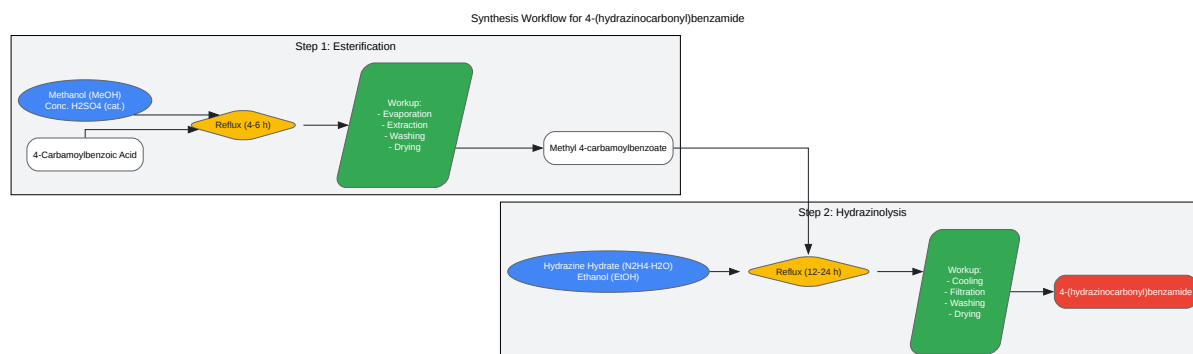 Synthesis Workflow for 4-(hydrazinocarbonyl)benzamide
Step 1: Esterification
Methanol (MeOH)
Conc. H2SO4 (cat.)
4-Carbamoylbenzoic Acid
Reflux (4-6 h)
Workup:
- Evaporation
- Extraction
- Washing
- Drying
Methyl 4-carbamoylbenzoate
Step 2: Hydrazinolysis
Hydrazine Hydrate (N2H4·H2O)
Ethanol (EtOH)
Reflux (12-24 h)
Workup:
- Cooling
- Filtration
- Washing
- Drying
4-(hydrazinocarbonyl)benzamide